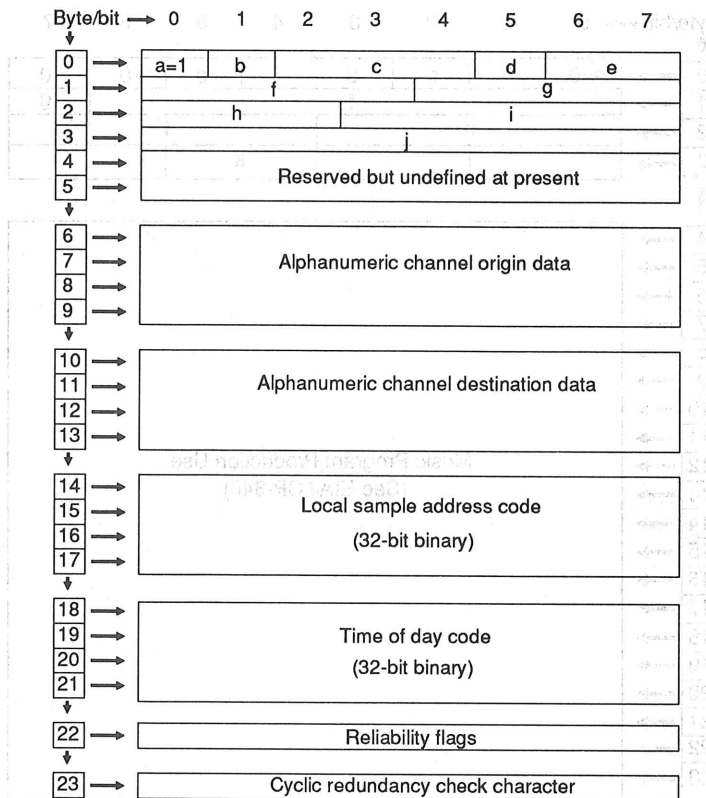 Byte/bit 0 1 2 3 4 5 6 7
0 a=1 b c d e
1 f g
2 h i
3 j
4
5 Reserved but undefined at present
6
7 Alphanumeric channel origin data
8
9
10
11 Alphanumeric channel destination data
12
13
14
15 Local sample address code
16 (32-bit binary)
17
18
19 Time of day code
20 (32-bit binary)
21
22 Reliability flags
23 Cyclic redundancy check character